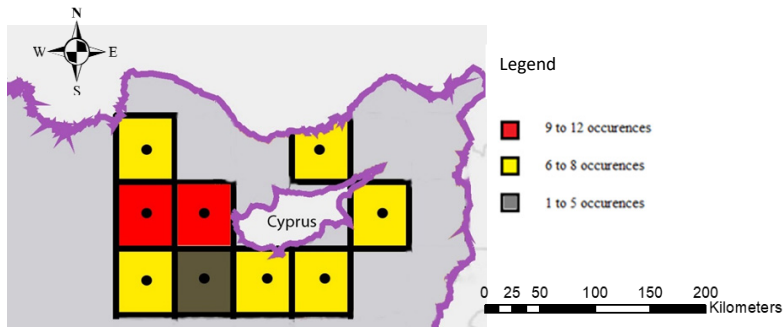 N
W E
S
Legend
9 to 12 occurences
6 to 8 occurences
1 to 5 occurences
Cyprus
0 25 50 100 150 200
Kilometers